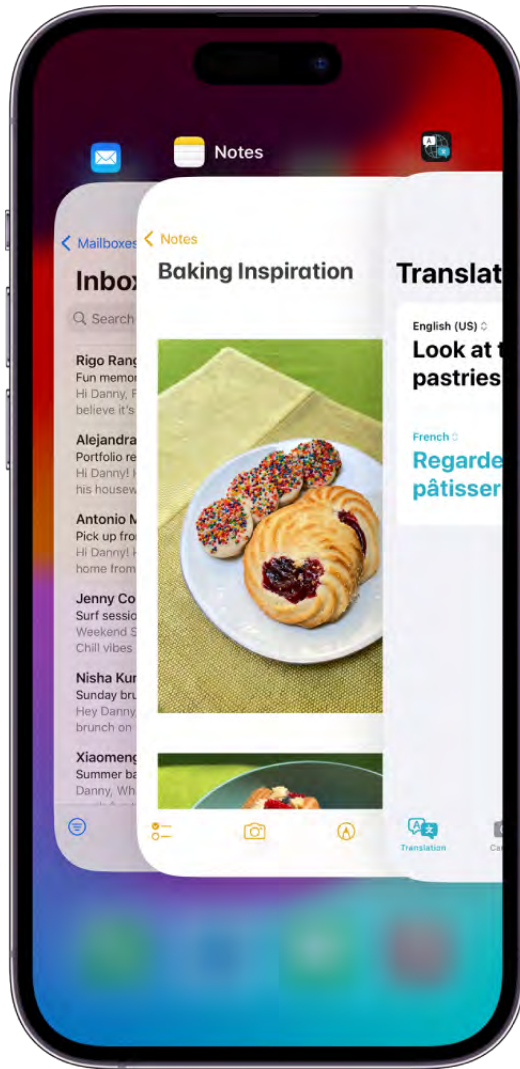 Notes
Mailboxes
Inbox
Search
Rigo Rang
Fun memor
Hi Danny, F
believe it's
Alejandra
Portfolio re
Hi Danny! H
his housew
Antonio M
Pick up fro
Hi Danny! H
home from
Jenny Co
Surf sessio
Weekend S
Chill vibes
Nisha Kur
Sunday bru
Hey Danny
brunch on
Xiaomeng
Summer ba
Danny, Wh
Notes
Baking Inspiration
Translat
English (US)
Look at t
pastries
French
Regarde
pâtisser
Translation